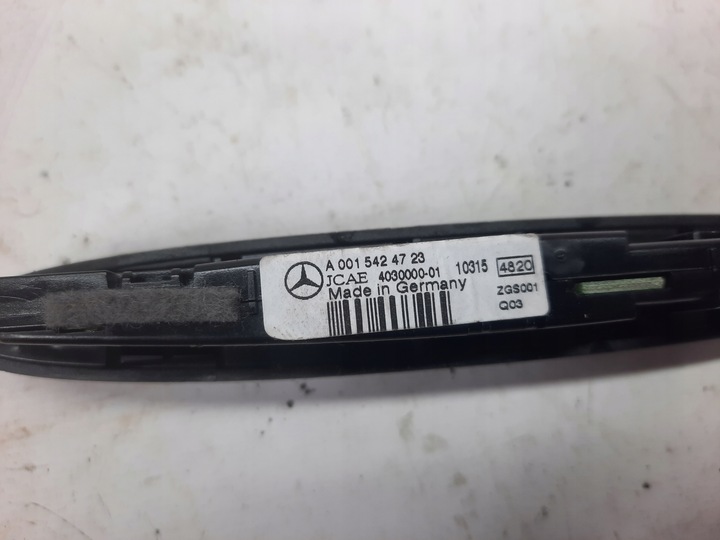 A 001 542 47 23
JCAE 4030000-01 10315 4820
Made in Germany ZGS001
Q03